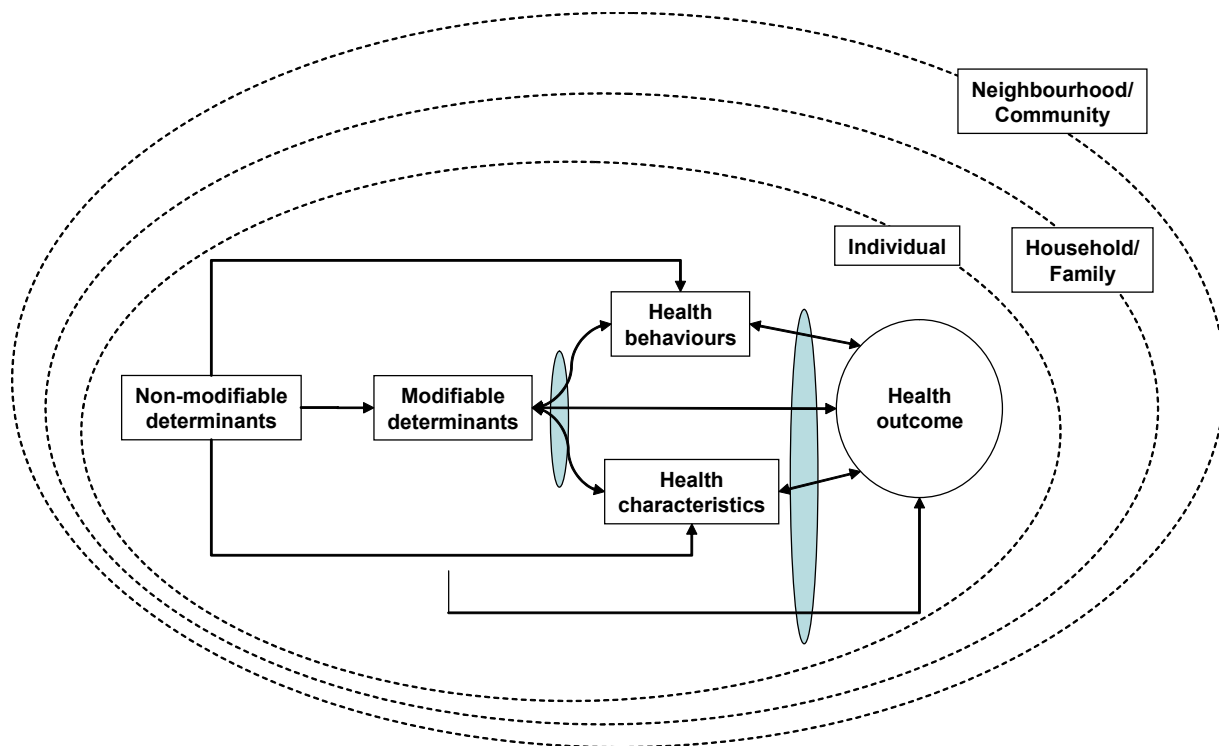 Neighbourhood/
Community
Individual
Household/
Family
Health
behaviours
Non-modifiable
determinants
Modifiable
determinants
Health
outcome
Health
characteristics